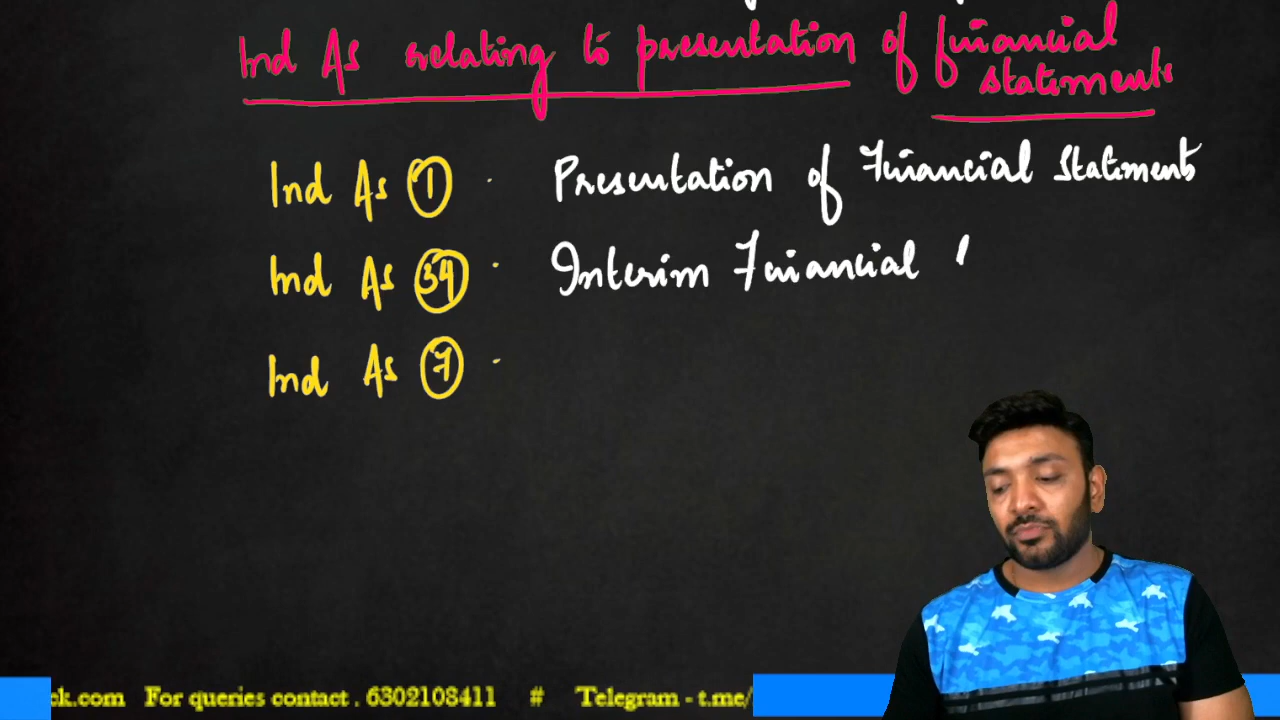 Ind As relating to presentation of financial
statements
Ind As 1 Presentation of Financial Statements
Ind As 34 Interim Financial
Ind As 7
ck.com For queries contact . 6302108411 # Telegram - t.me/